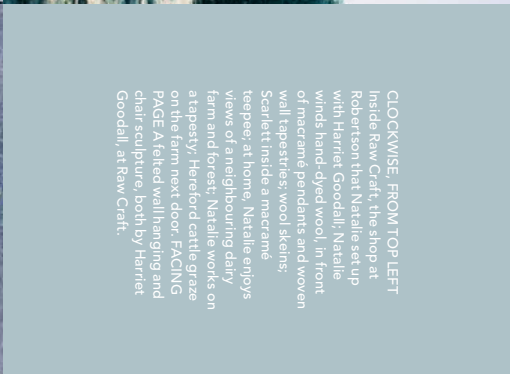 CLOCKWISE, FROM TOP LEFT
Inside Raw Craft, the shop at
Robertson that Natalie set up
with Harriet Goodall; Natalie
winds hand-dyed wool, in front
of macramé pendants and woven
wall tapestries; wool skeins;
Scarlett inside a macramé
teepee; at home, Natalie enjoys
views of a neighbouring dairy
farm and forest; Natalie works on
a tapesty; Hereford cattle graze
on the farm next door. FACING
PAGE A felted wall hanging and
chair sculpture, both by Harriet
Goodall, at Raw Craft.